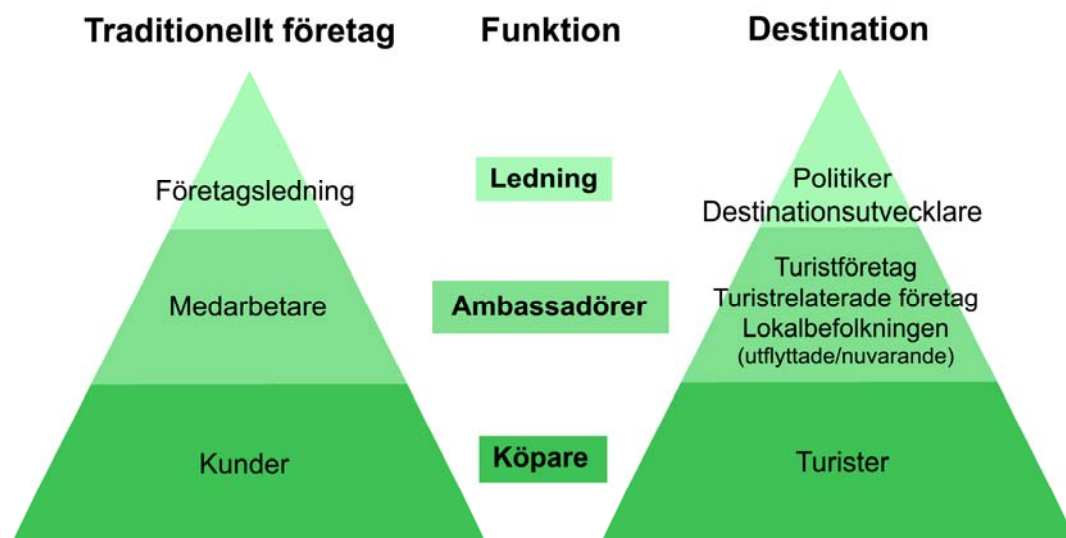 Traditionellt företag
Funktion
Destination
Företagsledning
Ledning
Politiker
Destinationsutvecklare
Medarbetare
Ambassadörer
Turistföretag
Turistrelaterade företag
Lokalbefolkningen
(utflyttade/nuvarande)
Kunder
Köpare
Turister